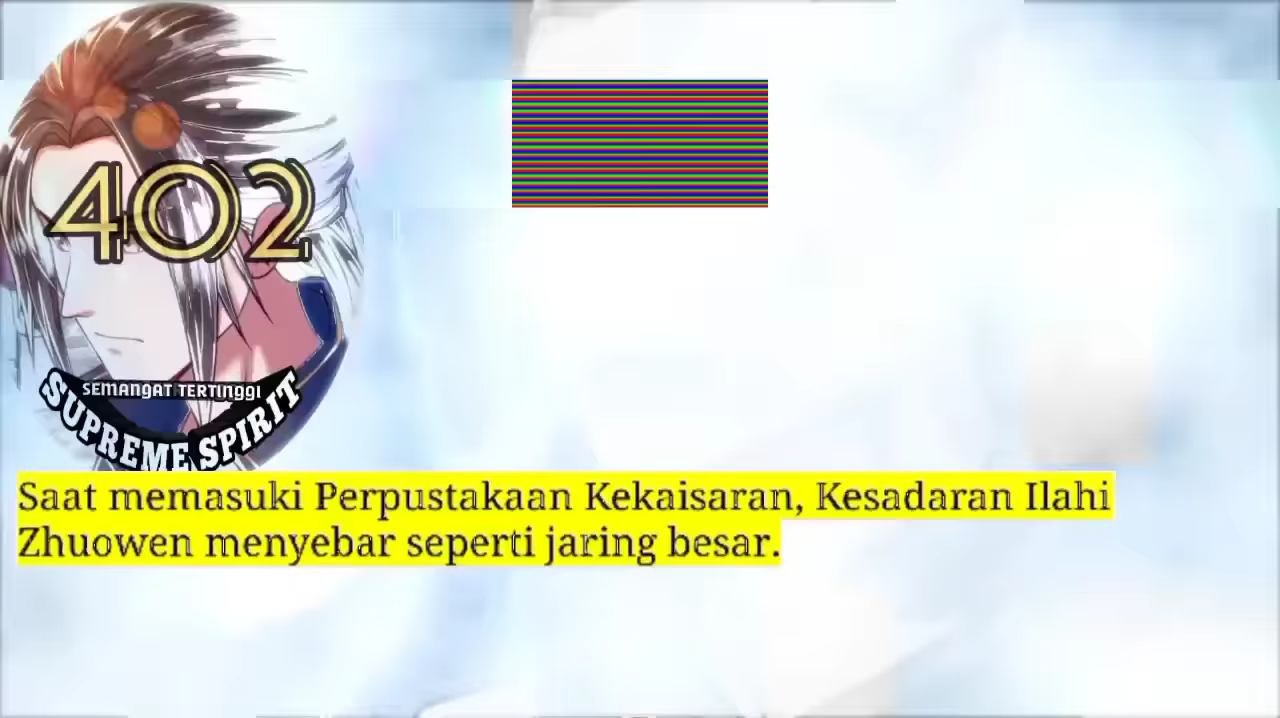 402
SEMANGAT TERTINGGI
SUPREME SPIRIT
Saat memasuki Perpustakaan Kekaisaran, Kesadaran Ilahi
Zhuowen menyebar seperti jaring besar.